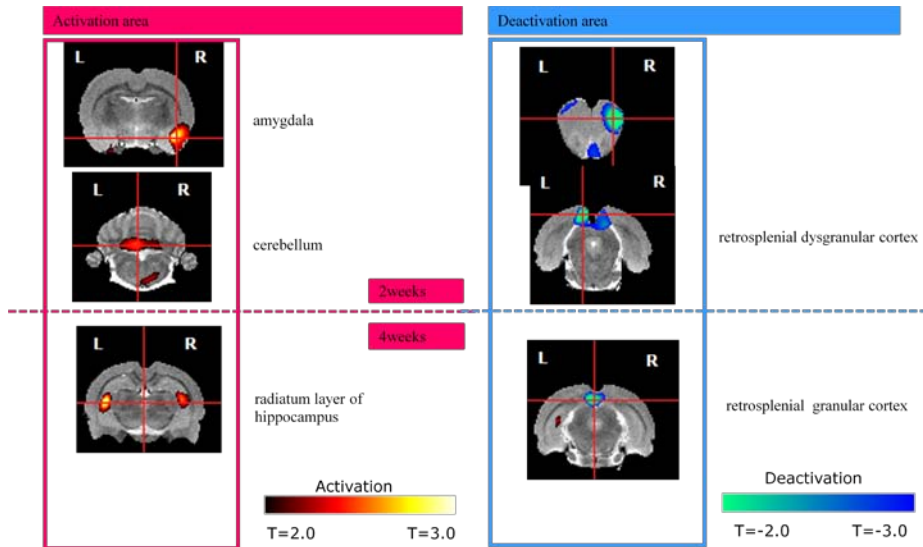 Activation area
Deactivation area
L R
amygdala
L R
L R
cerebellum
L R
retrosplenial dysgranular cortex
2weeks
4weeks
L R
radiatum layer of
hippocampus
L R
retrosplenial granular cortex
Activation
T=2.0 T=3.0
Deactivation
T=-2.0 T=-3.0